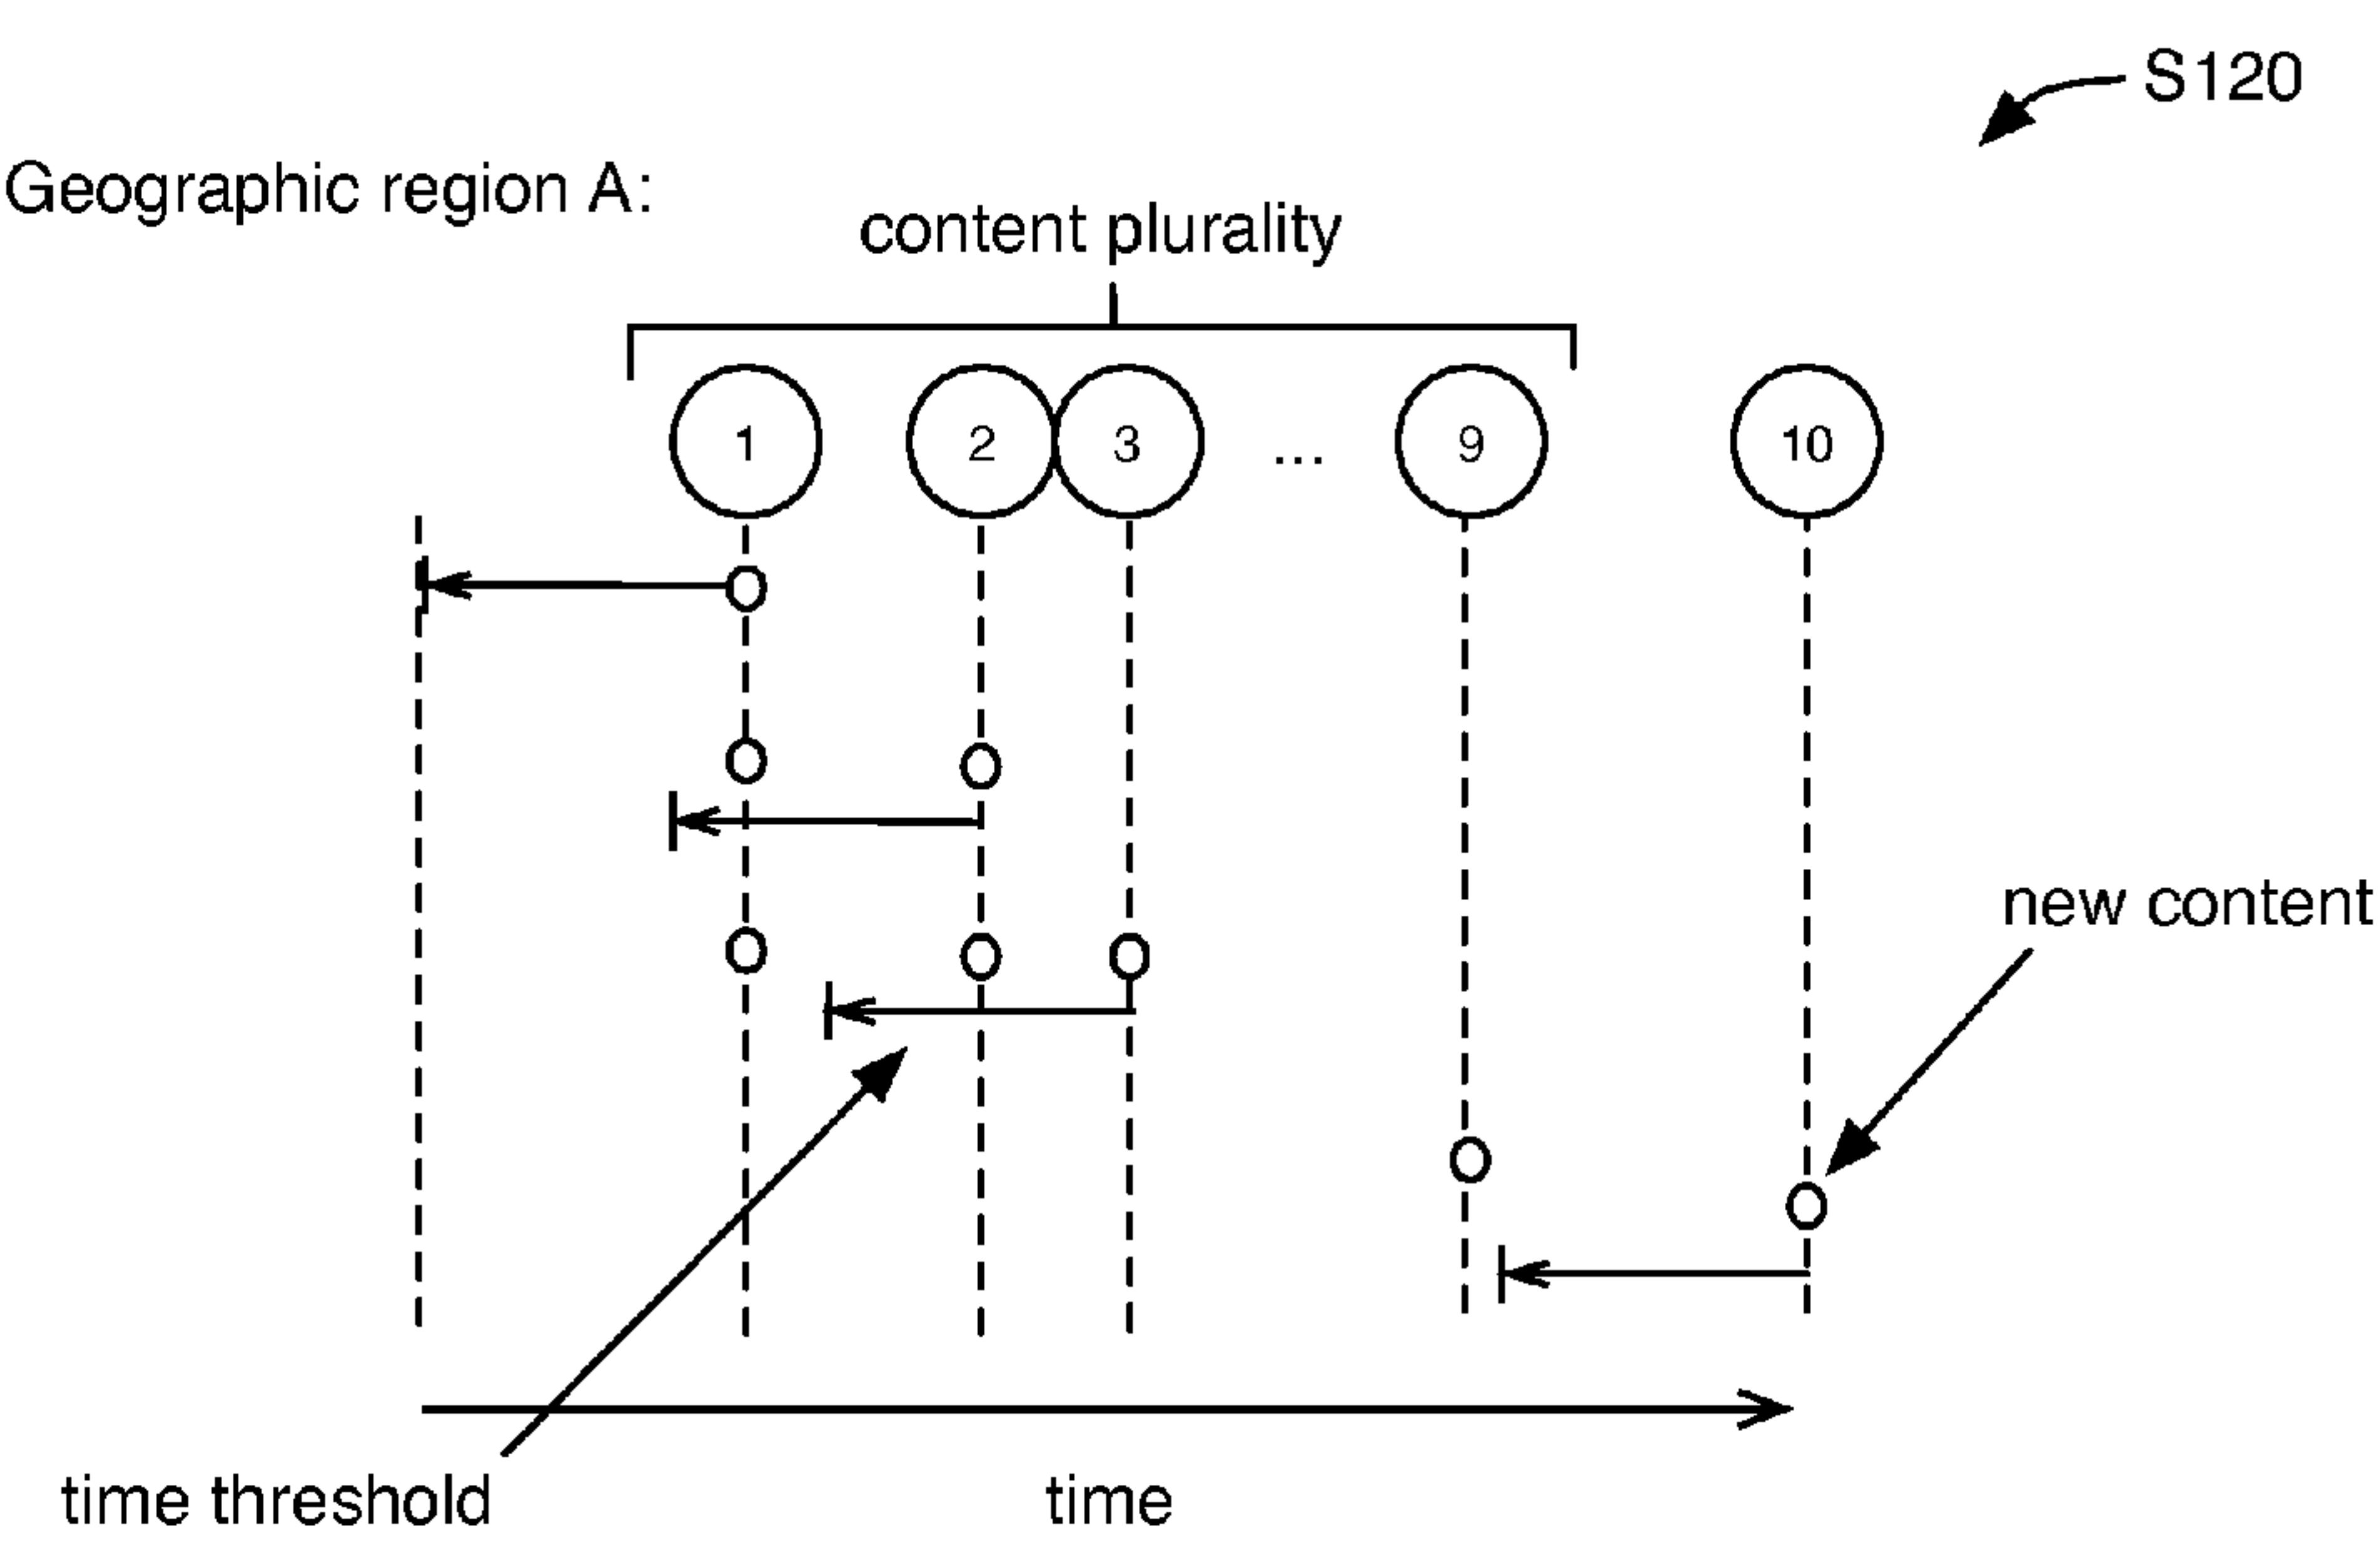 S120
Geographic region A:
content plurality
1 2 3 ... 9 10
new content
time threshold
time